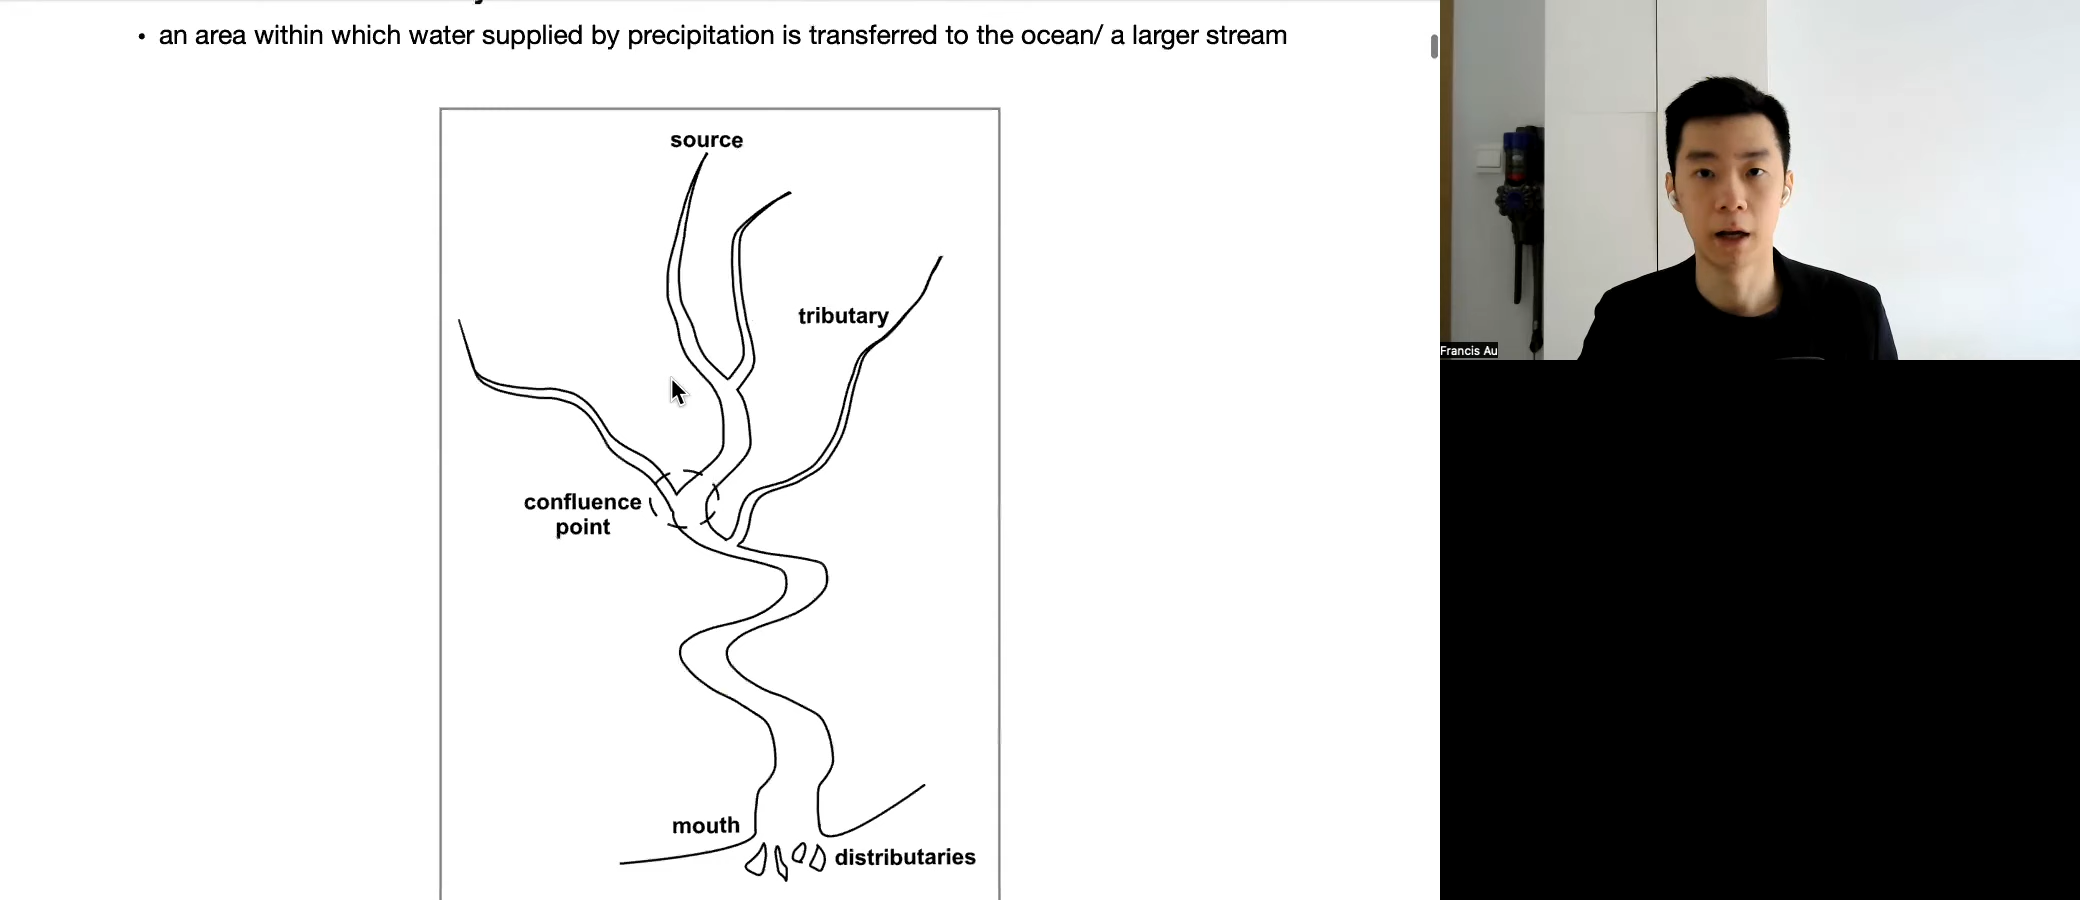 • an area within which water supplied by precipitation is transferred to the ocean/ a larger stream
source
tributary
confluence
point
mouth
distributaries
Francis Au